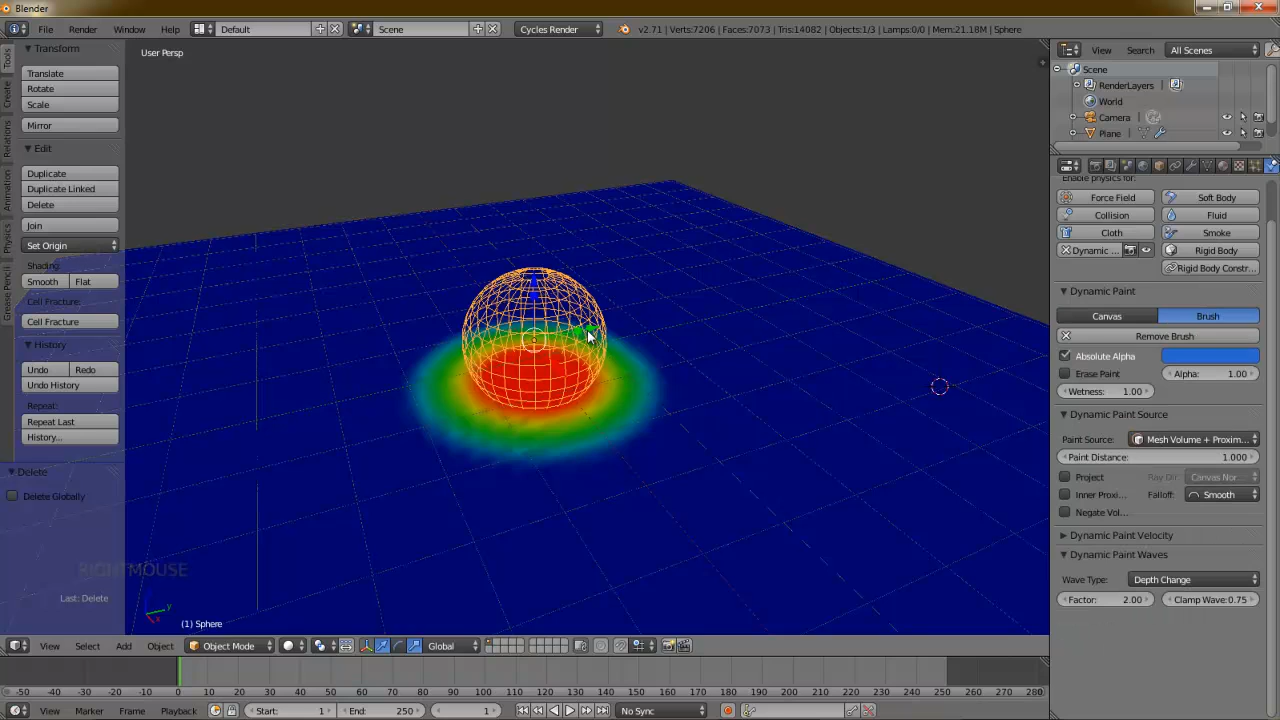 Blender
File Render Window Help Default Scene Cycles Render v2.71 | Verts:7206 | Faces:7073 | Tris:14082 | Objects:1/3 | Lamps:0/0 | Mem:21.18M | Sphere
Tools
Create
Relations
Animation
Physics
Grease Pencil
Transform
Translate
Rotate
Scale
Mirror
Edit
Duplicate
Duplicate Linked
Delete
Join
Set Origin
Shading:
Smooth Flat
Cell Fracture:
Cell Fracture
History
Undo Redo
Undo History
Repeat:
Repeat Last
History...
Delete
Delete Globally
User Persp
RIGHTMOUSE
Last: Delete
y
x
(1) Sphere
View Select Add Object Object Mode Global
-50 -40 -30 -20 -10 0 10 20 30 40 50 60 70 80 90 100 110 120 130 140 150 160 170 180 190 200 210 220 230 240 250 260 270 280
View Marker Frame Playback Start: 1 End: 250 1 No Sync
View Search All Scenes
Scene
RenderLayers
World
Camera
Plane
Enable physics for:
Force Field Soft Body
Collision Fluid
Cloth Smoke
Dynamic ... Rigid Body
Rigid Body Constr...
Dynamic Paint
Canvas Brush
Remove Brush
Absolute Alpha
Erase Paint Alpha: 1.00
Wetness: 1.00
Dynamic Paint Source
Paint Source: Mesh Volume + Proxim...
Paint Distance: 1.000
Project Ray Dir: Canvas Nor...
Inner Proxi... Falloff: Smooth
Negate Vol...
Dynamic Paint Velocity
Dynamic Paint Waves
Wave Type: Depth Change
Factor: 2.00 Clamp Wave:0.75